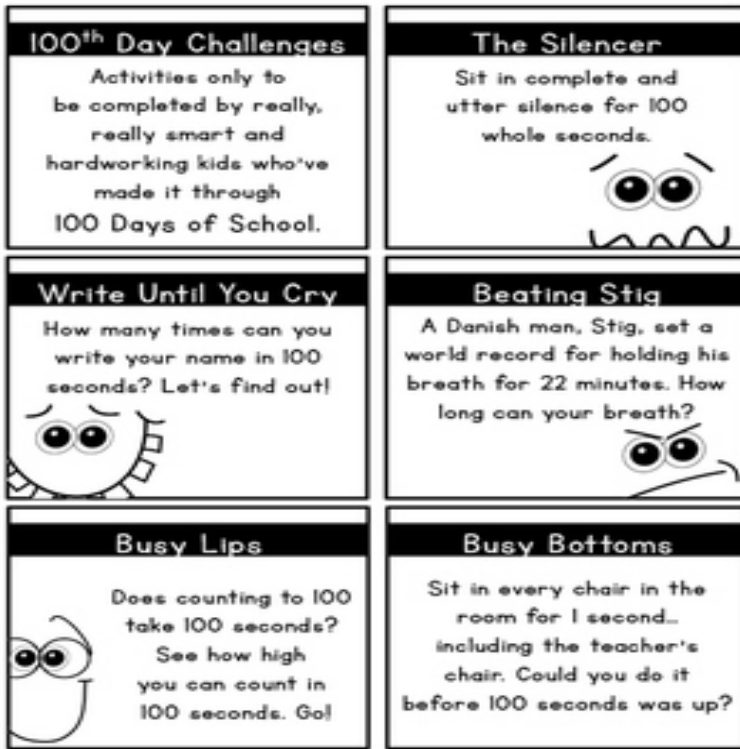 100th Day Challenges
Activities only to
be completed by really,
really smart and
hardworking kids who've
made it through
100 Days of School.
The Silencer
Sit in complete and
utter silence for 100
whole seconds.
Write Until You Cry
How many times can you
write your name in 100
seconds? Let's find out!
Beating Stig
A Danish man, Stig, set a
world record for holding his
breath for 22 minutes. How
long can your breath?
Busy Lips
Does counting to 100
take 100 seconds?
See how high
you can count in
100 seconds. Go!
Busy Bottoms
Sit in every chair in the
room for 1 second...
including the teacher's
chair. Could you do it
before 100 seconds was up?